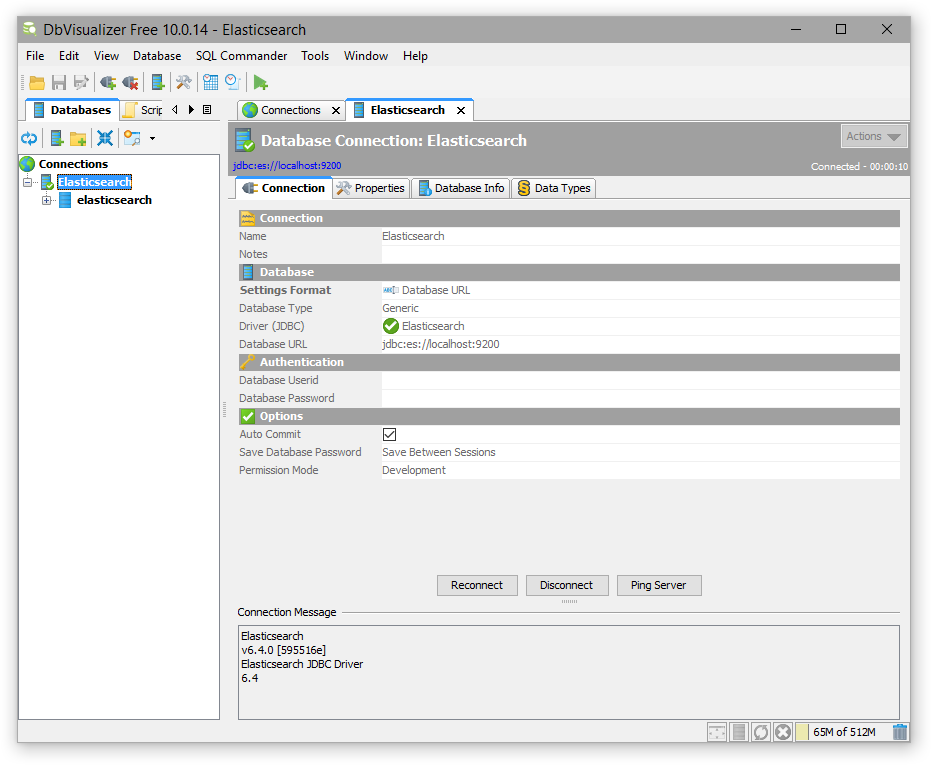 DbVisualizer Free 10.0.14 - Elasticsearch
File Edit View Database SQL Commander Tools Window Help
Databases Scrip
Connections Elasticsearch
Database Connection: Elasticsearch
Actions
jdbc:es://localhost:9200
Connected - 00:00:10
Connections
Elasticsearch
elasticsearch
Connection Properties Database Info Data Types
Connection
Name Elasticsearch
Notes
Database
Settings Format Database URL
Database Type Generic
Driver (JDBC) Elasticsearch
Database URL jdbc:es://localhost:9200
Authentication
Database Userid
Database Password
Options
Auto Commit
Save Database Password Save Between Sessions
Permission Mode Development
Reconnect Disconnect Ping Server
Connection Message
Elasticsearch
v6.4.0 [595516e]
Elasticsearch JDBC Driver
6.4
65M of 512M